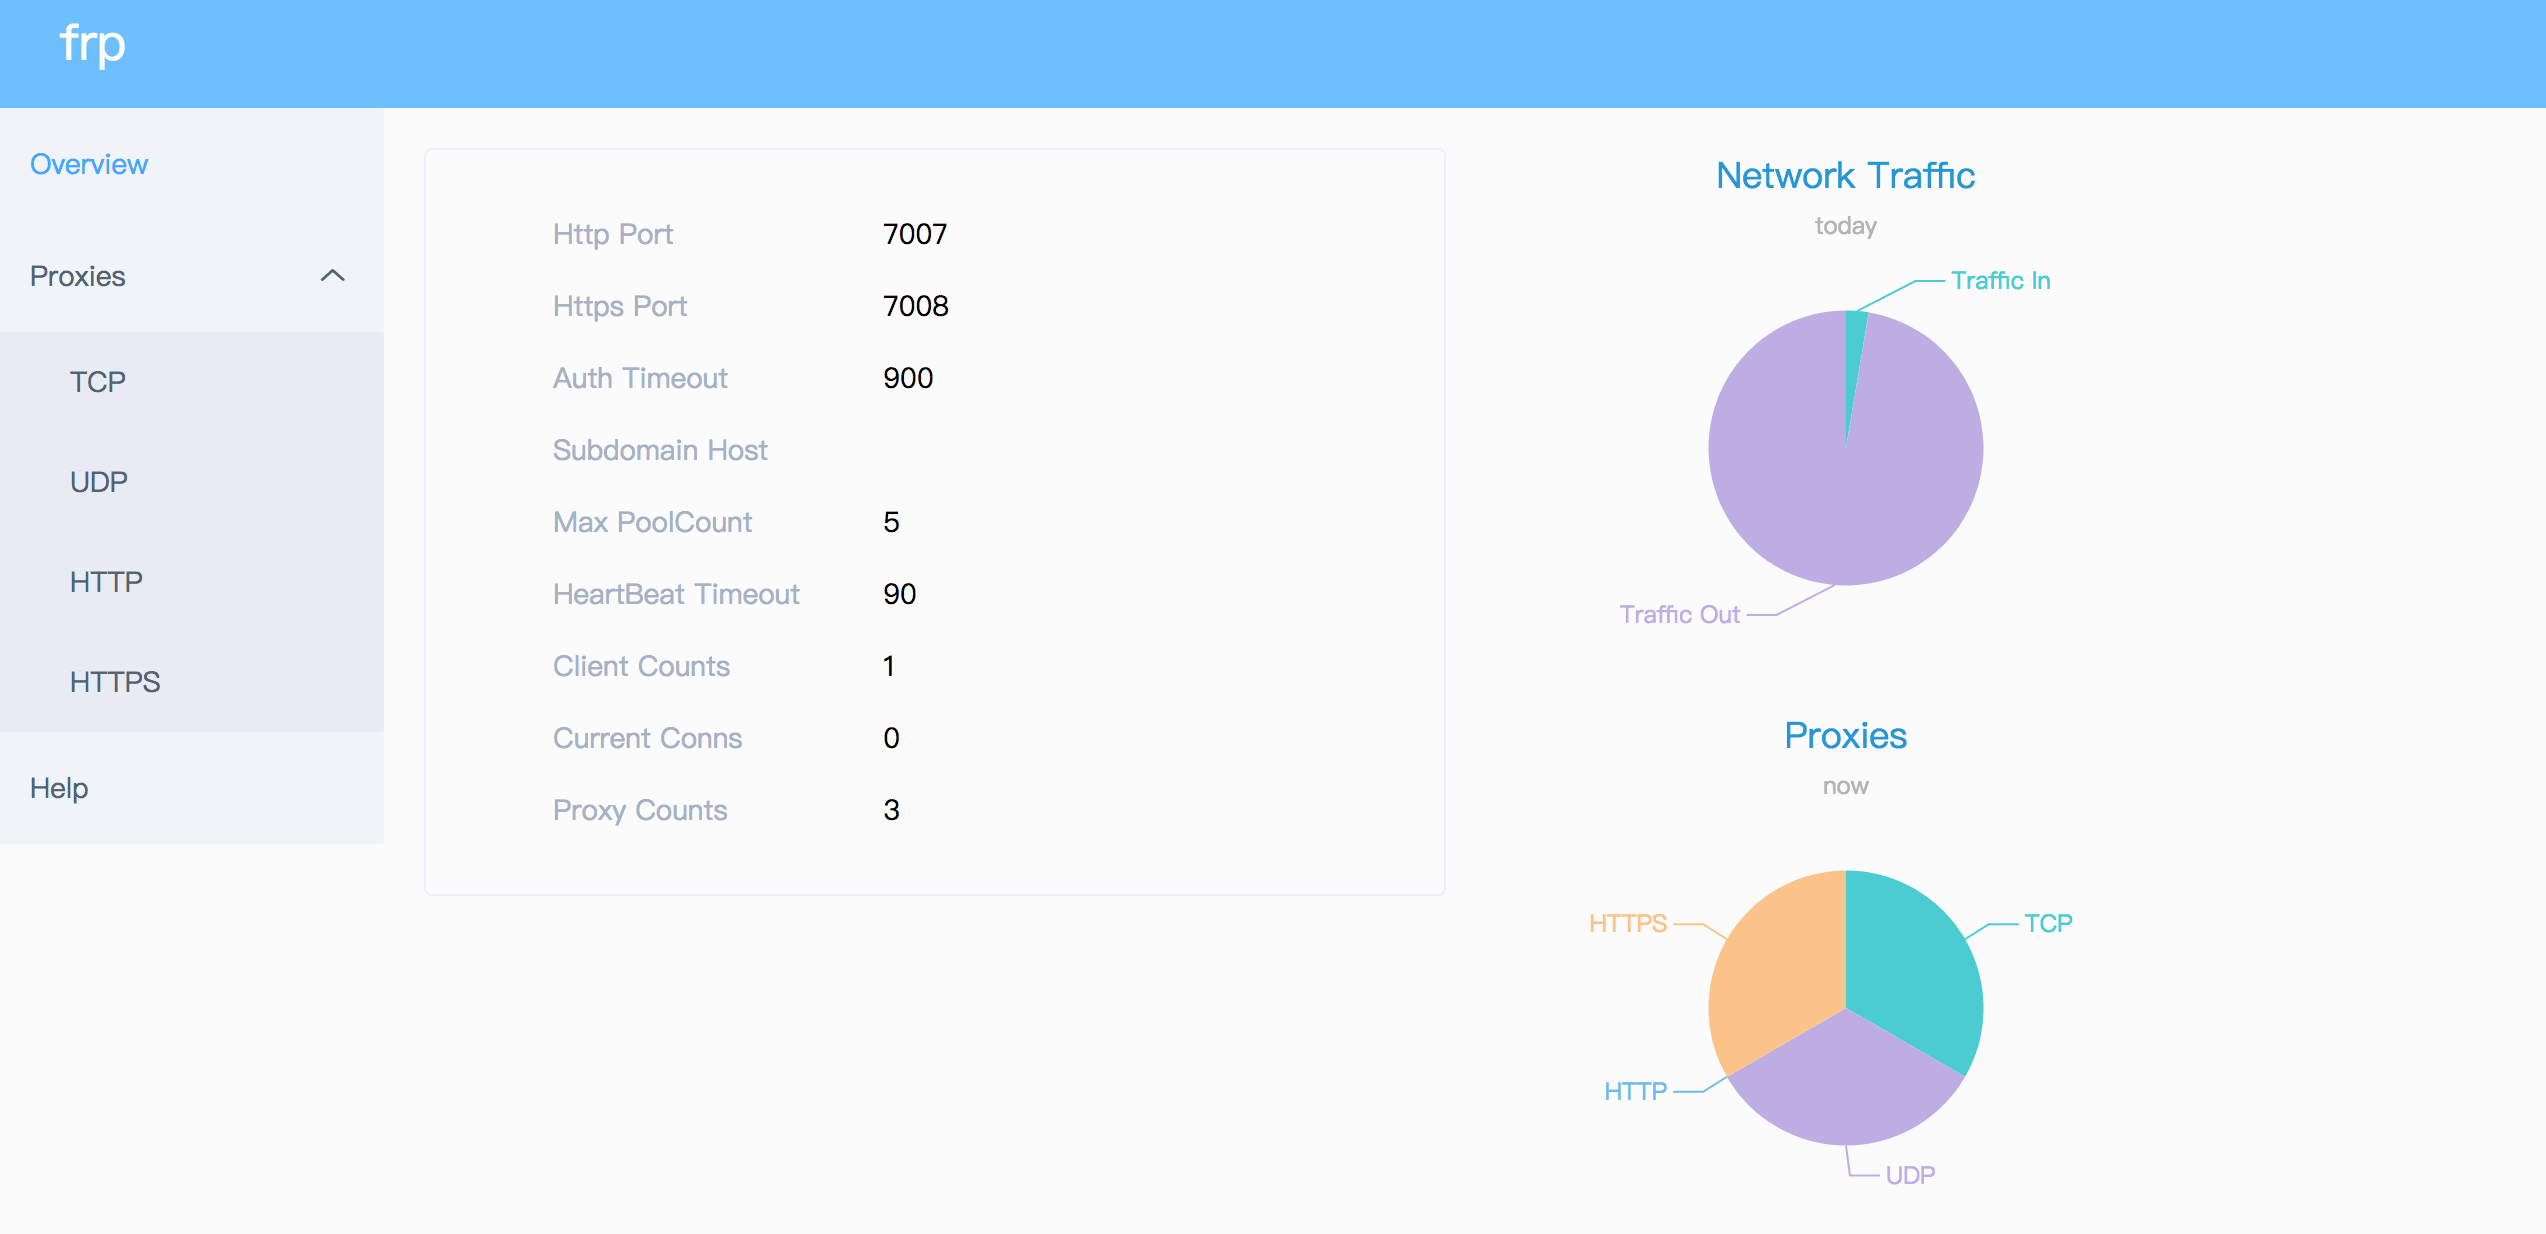 frp
Overview
Proxies
TCP
UDP
HTTP
HTTPS
Help
Http Port 7007
Https Port 7008
Auth Timeout 900
Subdomain Host
Max PoolCount 5
HeartBeat Timeout 90
Client Counts 1
Current Conns 0
Proxy Counts 3
Network Traffic
today
Traffic In
Traffic Out
Proxies
now
HTTPS
TCP
HTTP
UDP